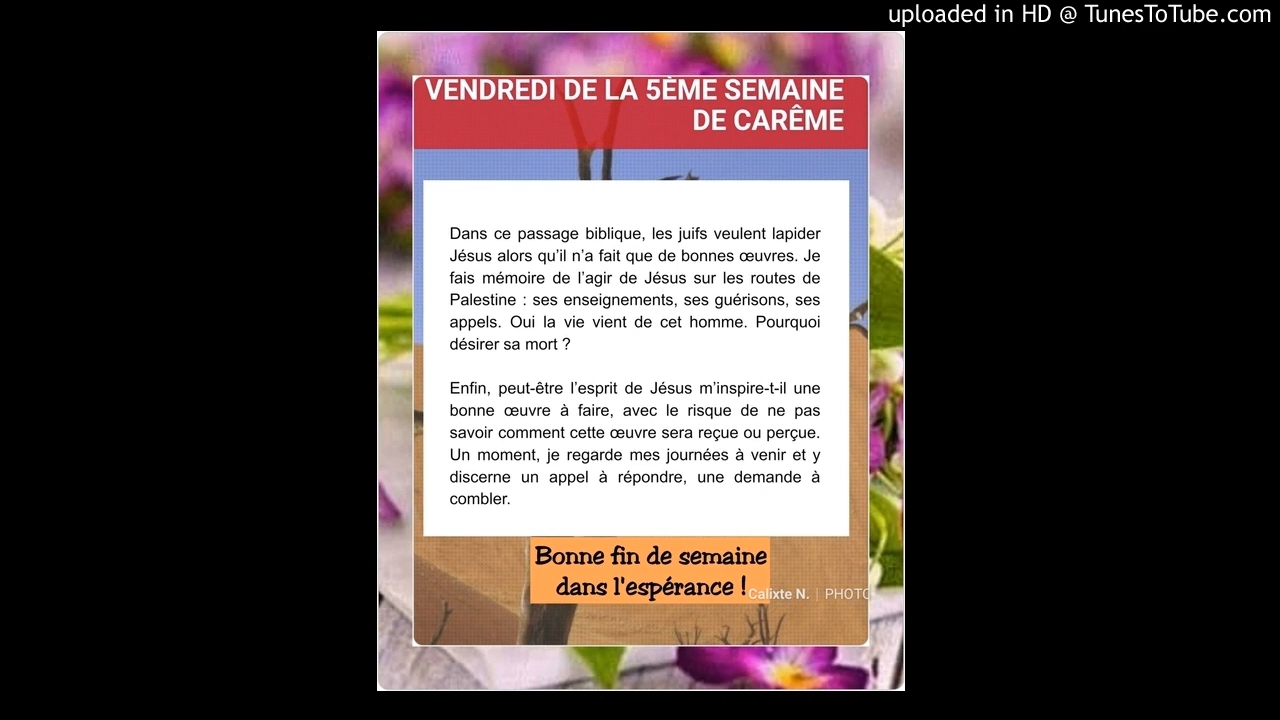 uploaded in HD @ TunesToTube.com
VENDREDI DE LA 5ÈME SEMAINE
DE CARÊME
Dans ce passage biblique, les juifs veulent lapider
Jésus alors qu’il n’a fait que de bonnes œuvres. Je
fais mémoire de l’agir de Jésus sur les routes de
Palestine : ses enseignements, ses guérisons, ses
appels. Oui la vie vient de cet homme. Pourquoi
désirer sa mort ?
Enfin, peut-être l’esprit de Jésus m’inspire-t-il une
bonne œuvre à faire, avec le risque de ne pas
savoir comment cette œuvre sera reçue ou perçue.
Un moment, je regarde mes journées à venir et y
discerne un appel à répondre, une demande à
combler.
Bonne fin de semaine
dans l'espérance !
Calixte N. | PHOTO